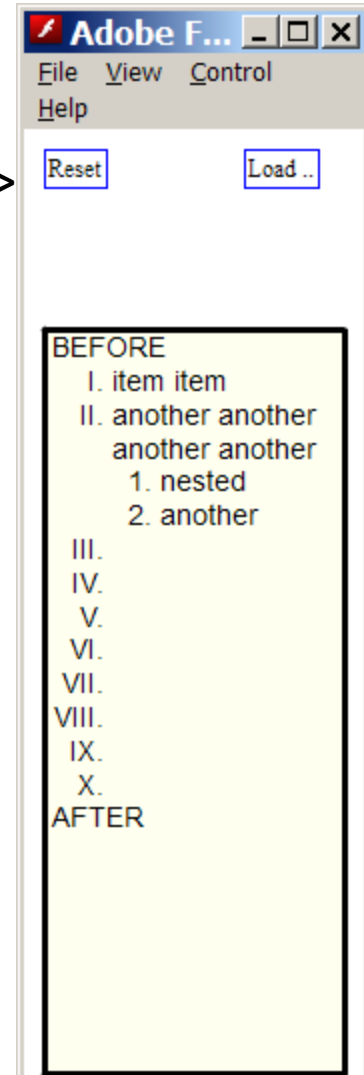 Adobe F...
File View Control
Help
>
Reset Load ..
BEFORE
I. item item
II. another another
another another
1. nested
2. another
III.
IV.
V.
VI.
VII.
VIII.
IX.
X.
AFTER